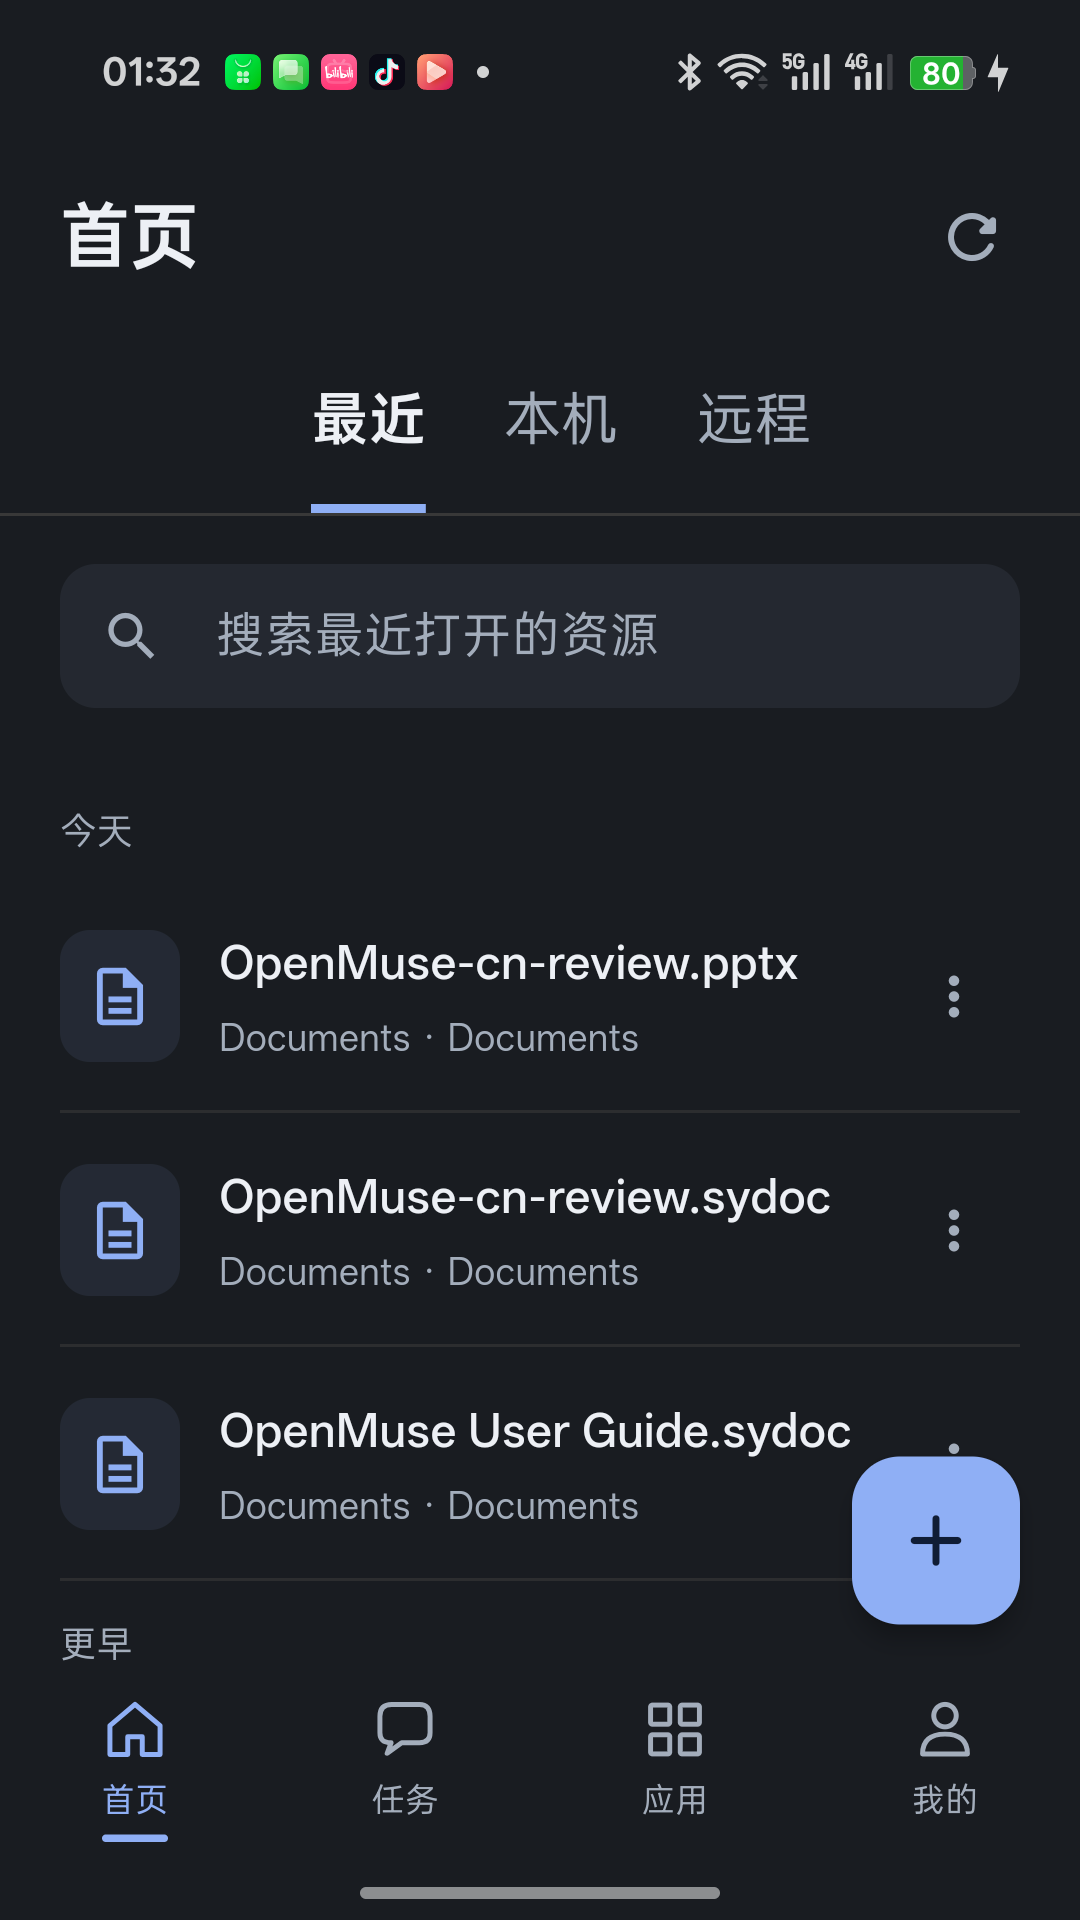 01:32
bilibili
5G
4G
80
首页
最近 本机 远程
搜索最近打开的资源
今天
OpenMuse-cn-review.pptx
Documents · Documents
OpenMuse-cn-review.sydoc
Documents · Documents
OpenMuse User Guide.sydoc
Documents · Documents
更早
首页 任务 应用 我的